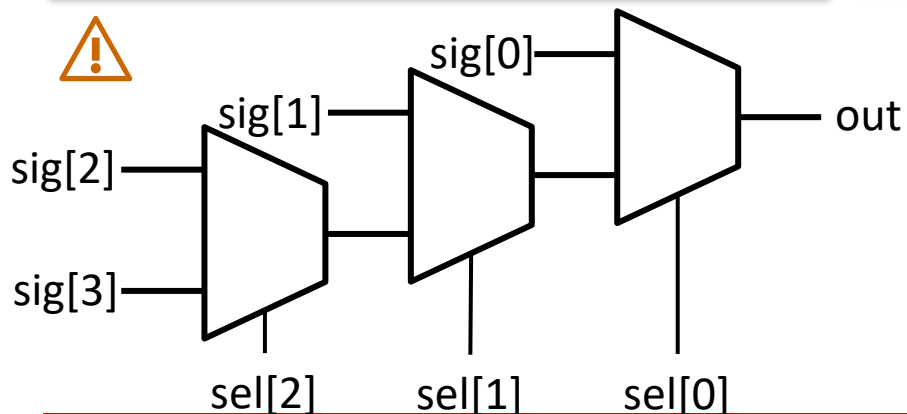 sig[0]
sig[1]
out
sig[2]
sig[3]
sel[2] sel[1] sel[0]